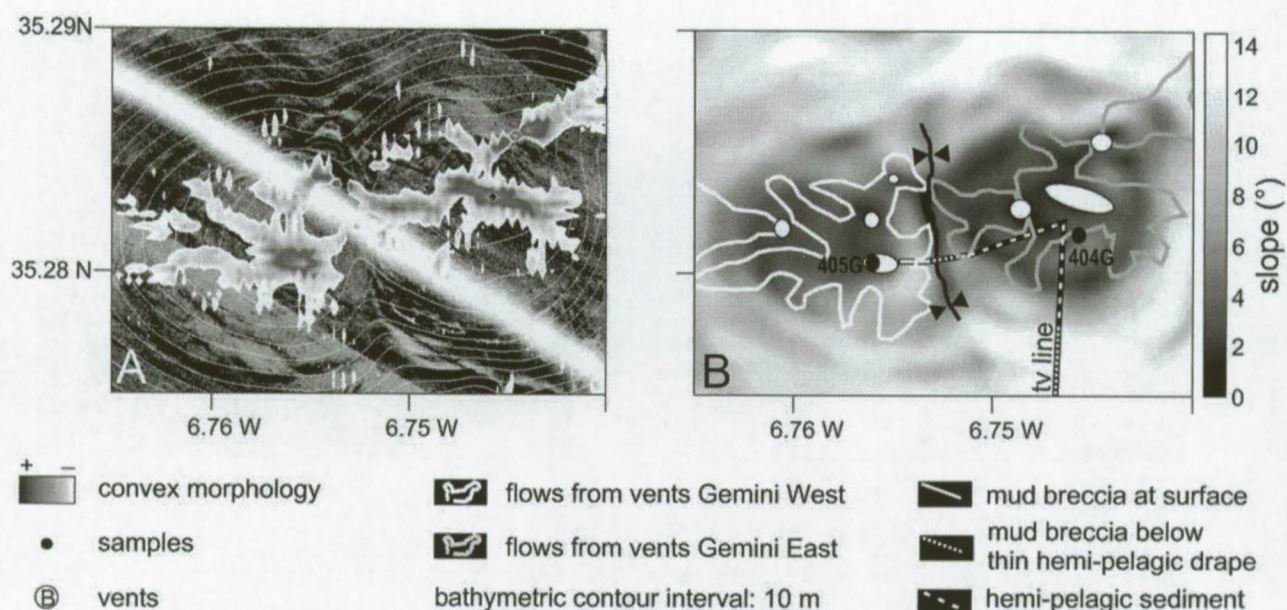 35.29N
35.28 N
A
6.76 W
6.75 W
405G
404G
tv line
B
6.76 W
6.75 W
14
12
10
8
6
4
2
0
slope (°)
+ −
convex morphology
samples
B vents
flows from vents Gemini West
flows from vents Gemini East
bathymetric contour interval: 10 m
mud breccia at surface
mud breccia below
thin hemi-pelagic drape
hemi-pelagic sediment